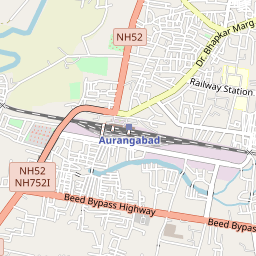 NH52
Dr. Bhapkar Marg
Railway Station
Aurangabad
NH52
NH752I
Beed Bypass Highway
Beed Bypas